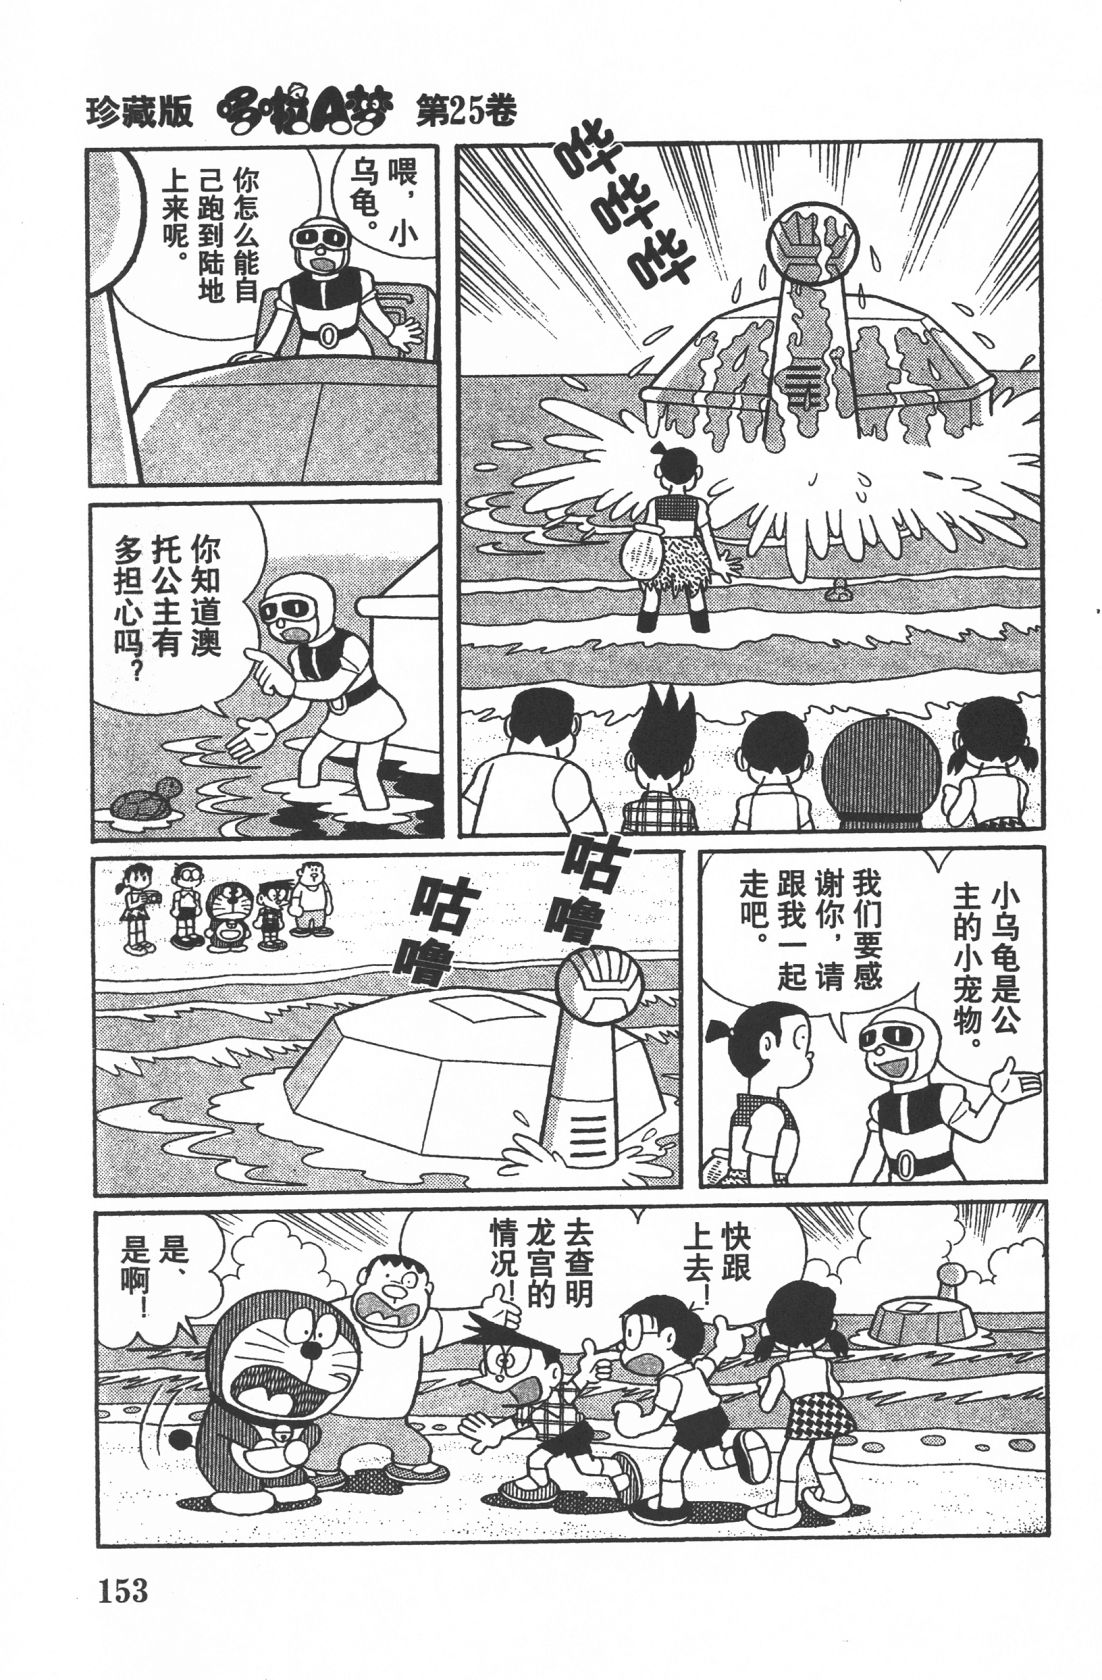 珍藏版 哆啦A梦 第25卷
哗
哗
哗
喂，小
乌龟。
你怎么能自
己跑到陆地
上来呢。
你知道澳
托公主有
多担心吗？
小乌龟是公
主的小宠物。
我们要感
谢你，请
跟我一起
走吧。
咕噜
咕噜
快跟
上去！
去查明
龙宫的
情况！
是、
是啊！
153